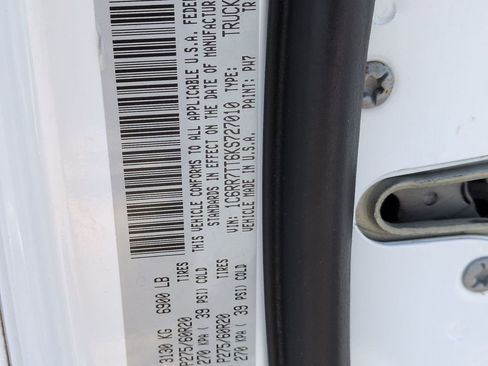 3130 KG 6900 LB
P275/60R20 TIRES
270 KPA ( 39 PSI) COLD
THIS VEHICLE CONFORMS TO ALL APPLICABLE U.S.A. FEDE
STANDARDS IN EFFECT ON THE DATE OF MANUFACTUR
VIN: 1C6RR7TT6KS727010 TYPE: TRUCK
VEHICLE MADE IN U.S.A. PAINT: PW7 TR
P275/60R20 TIRES
270 KPA ( 39 PSI) COLD